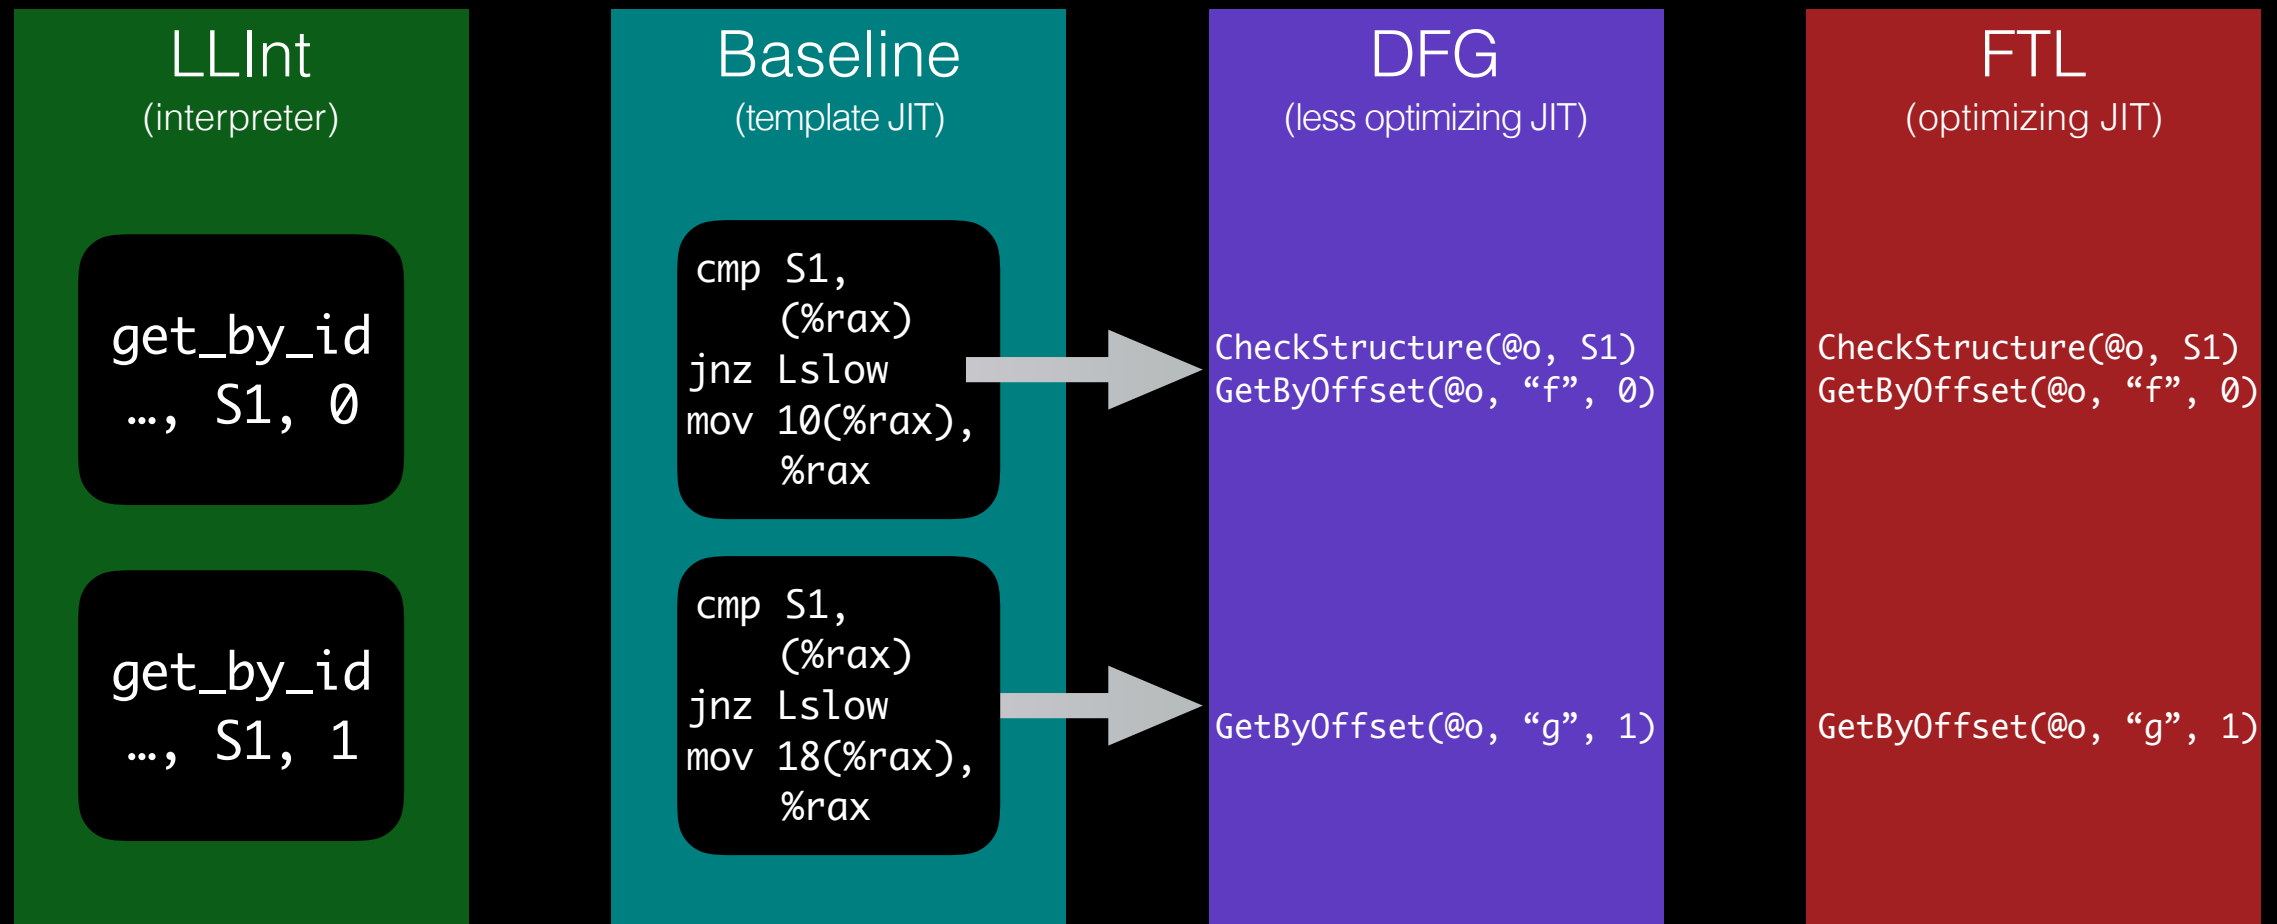 LLInt
(interpreter)
get_by_id
…, S1, 0
get_by_id
…, S1, 1
Baseline
(template JIT)
cmp S1,
(%rax)
jnz Lslow
mov 10(%rax),
%rax
cmp S1,
(%rax)
jnz Lslow
mov 18(%rax),
%rax
DFG
(less optimizing JIT)
CheckStructure(@o, S1)
GetByOffset(@o, “f”, 0)
GetByOffset(@o, “g”, 1)
FTL
(optimizing JIT)
CheckStructure(@o, S1)
GetByOffset(@o, “f”, 0)
GetByOffset(@o, “g”, 1)